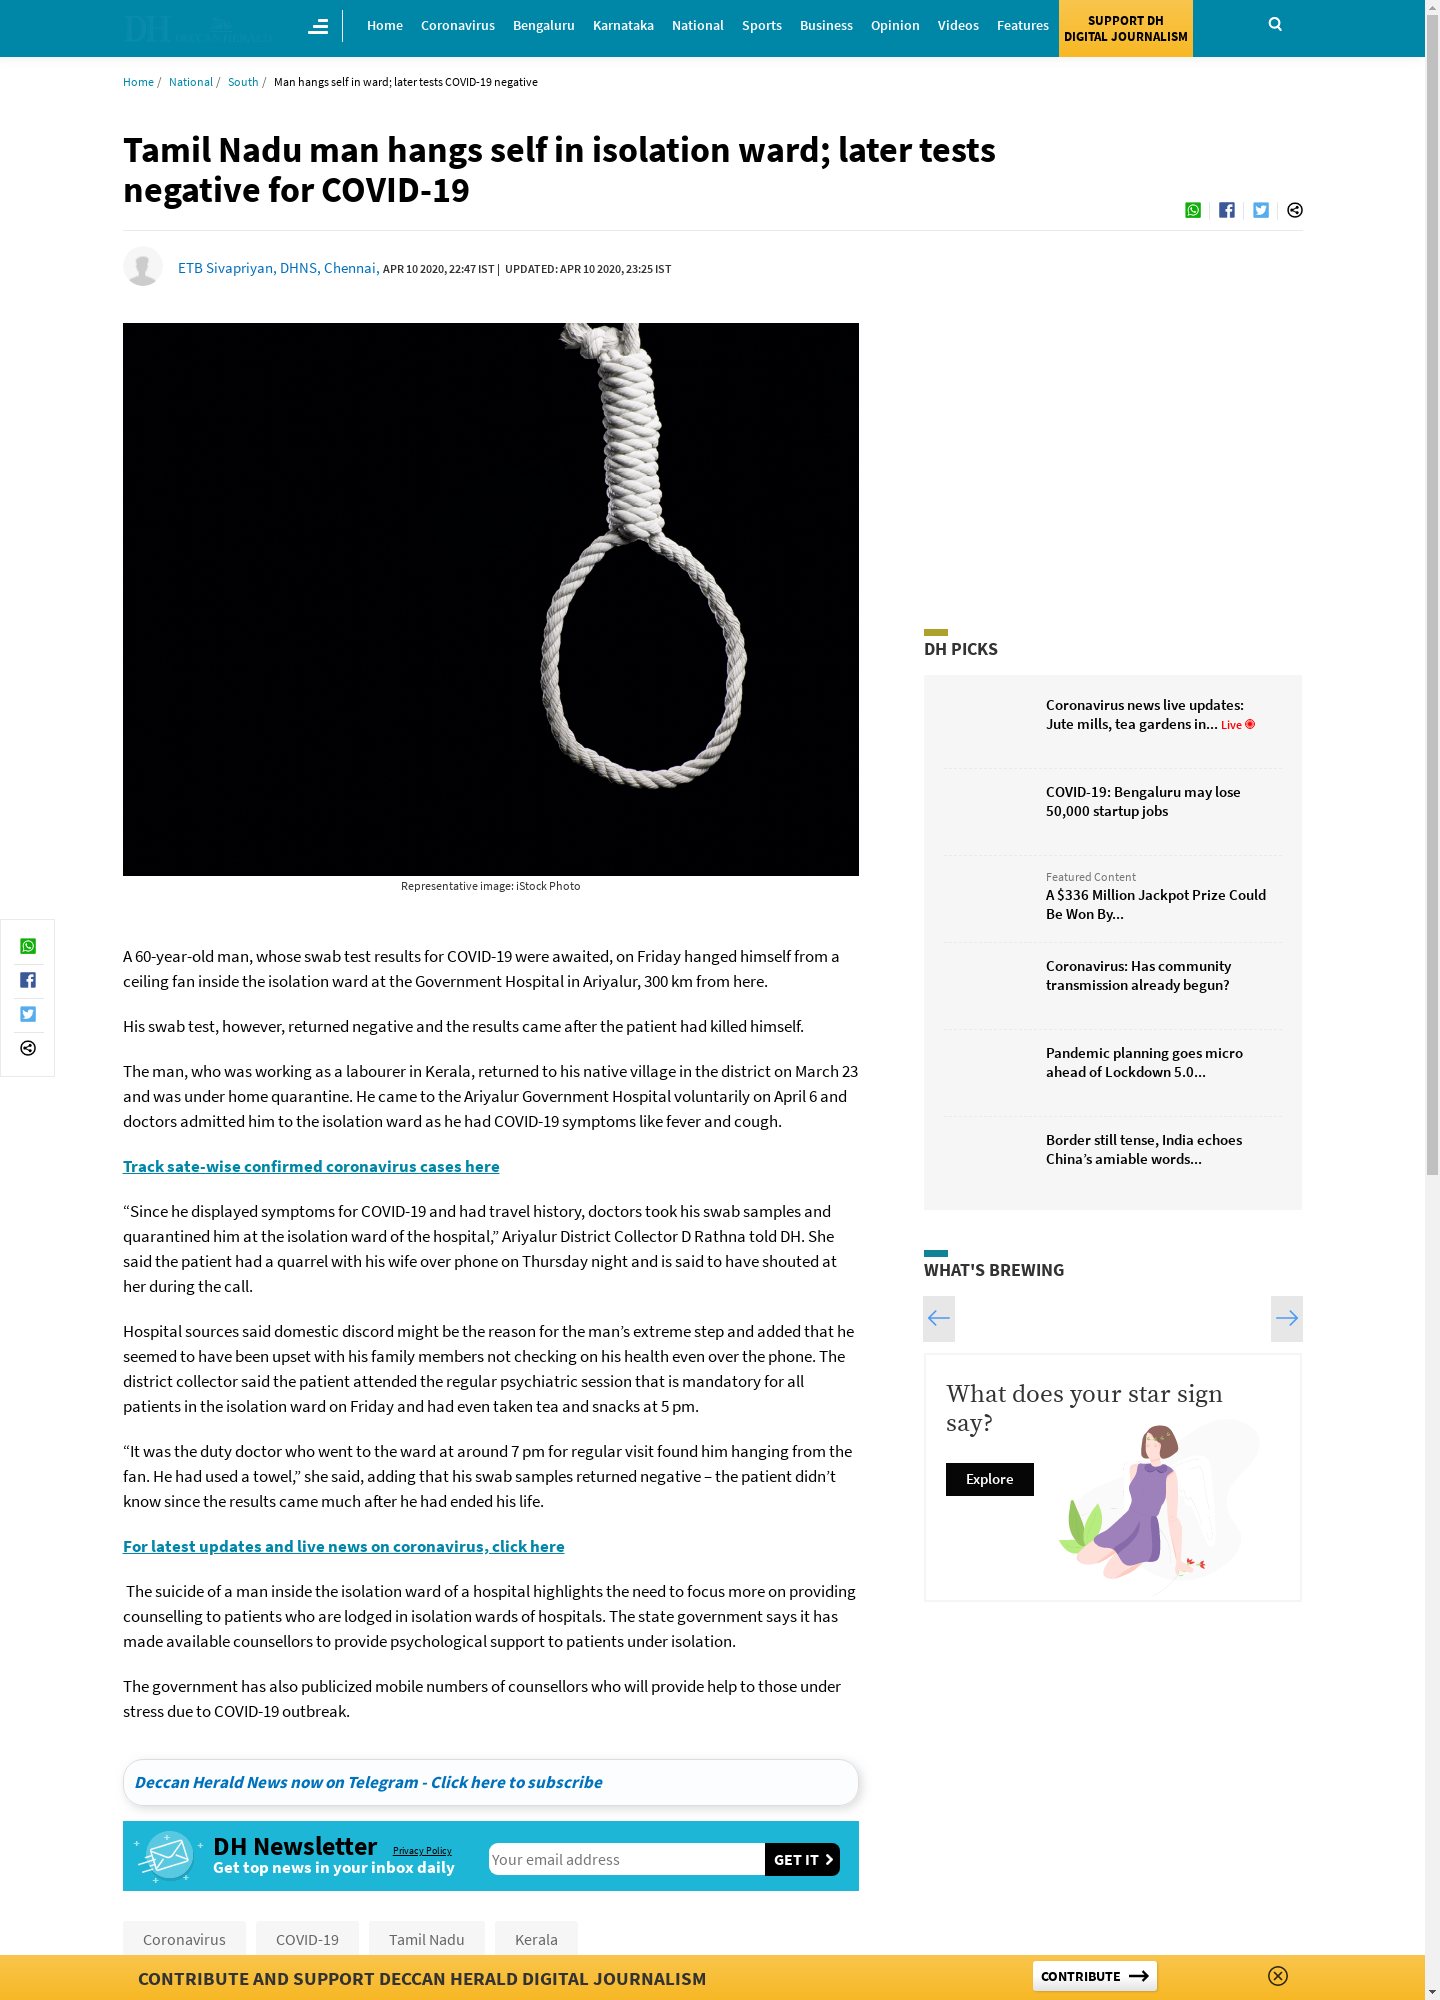 DH DECCAN HERALD
Home Coronavirus Bengaluru Karnataka National Sports Business Opinion Videos Features
SUPPORT DH
DIGITAL JOURNALISM
Home / National / South / Man hangs self in ward; later tests COVID-19 negative
Tamil Nadu man hangs self in isolation ward; later tests
negative for COVID-19
ETB Sivapriyan, DHNS, Chennai, APR 10 2020, 22:47 IST | UPDATED: APR 10 2020, 23:25 IST
Representative image: iStock Photo
A 60-year-old man, whose swab test results for COVID-19 were awaited, on Friday hanged himself from a
ceiling fan inside the isolation ward at the Government Hospital in Ariyalur, 300 km from here.
His swab test, however, returned negative and the results came after the patient had killed himself.
The man, who was working as a labourer in Kerala, returned to his native village in the district on March 23
and was under home quarantine. He came to the Ariyalur Government Hospital voluntarily on April 6 and
doctors admitted him to the isolation ward as he had COVID-19 symptoms like fever and cough.
Track sate-wise confirmed coronavirus cases here
“Since he displayed symptoms for COVID-19 and had travel history, doctors took his swab samples and
quarantined him at the isolation ward of the hospital,” Ariyalur District Collector D Rathna told DH. She
said the patient had a quarrel with his wife over phone on Thursday night and is said to have shouted at
her during the call.
Hospital sources said domestic discord might be the reason for the man’s extreme step and added that he
seemed to have been upset with his family members not checking on his health even over the phone. The
district collector said the patient attended the regular psychiatric session that is mandatory for all
patients in the isolation ward on Friday and had even taken tea and snacks at 5 pm.
“It was the duty doctor who went to the ward at around 7 pm for regular visit found him hanging from the
fan. He had used a towel,” she said, adding that his swab samples returned negative – the patient didn’t
know since the results came much after he had ended his life.
For latest updates and live news on coronavirus, click here
The suicide of a man inside the isolation ward of a hospital highlights the need to focus more on providing
counselling to patients who are lodged in isolation wards of hospitals. The state government says it has
made available counsellors to provide psychological support to patients under isolation.
The government has also publicized mobile numbers of counsellors who will provide help to those under
stress due to COVID-19 outbreak.
Deccan Herald News now on Telegram - Click here to subscribe
DH Newsletter Privacy Policy
Get top news in your inbox daily
Your email address GET IT
Coronavirus COVID-19 Tamil Nadu Kerala
DH PICKS
Coronavirus news live updates:
Jute mills, tea gardens in... Live
COVID-19: Bengaluru may lose
50,000 startup jobs
Featured Content
A $336 Million Jackpot Prize Could
Be Won By...
Coronavirus: Has community
transmission already begun?
Pandemic planning goes micro
ahead of Lockdown 5.0...
Border still tense, India echoes
China’s amiable words...
WHAT'S BREWING
What does your star sign
say?
Explore
CONTRIBUTE AND SUPPORT DECCAN HERALD DIGITAL JOURNALISM
CONTRIBUTE